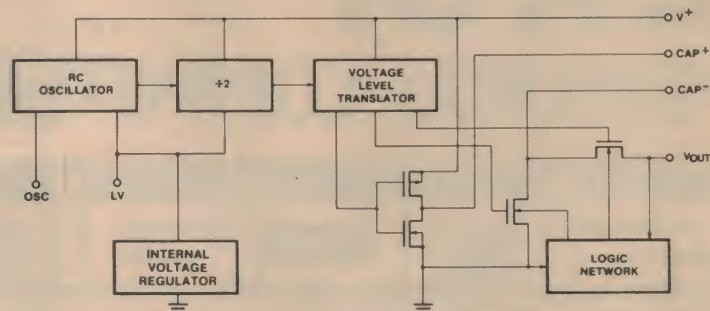 V+
CAP+
CAP-
RC
OSCILLATOR
÷2
VOLTAGE
LEVEL
TRANSLATOR
VOUT
OSC
LV
INTERNAL
VOLTAGE
REGULATOR
LOGIC
NETWORK